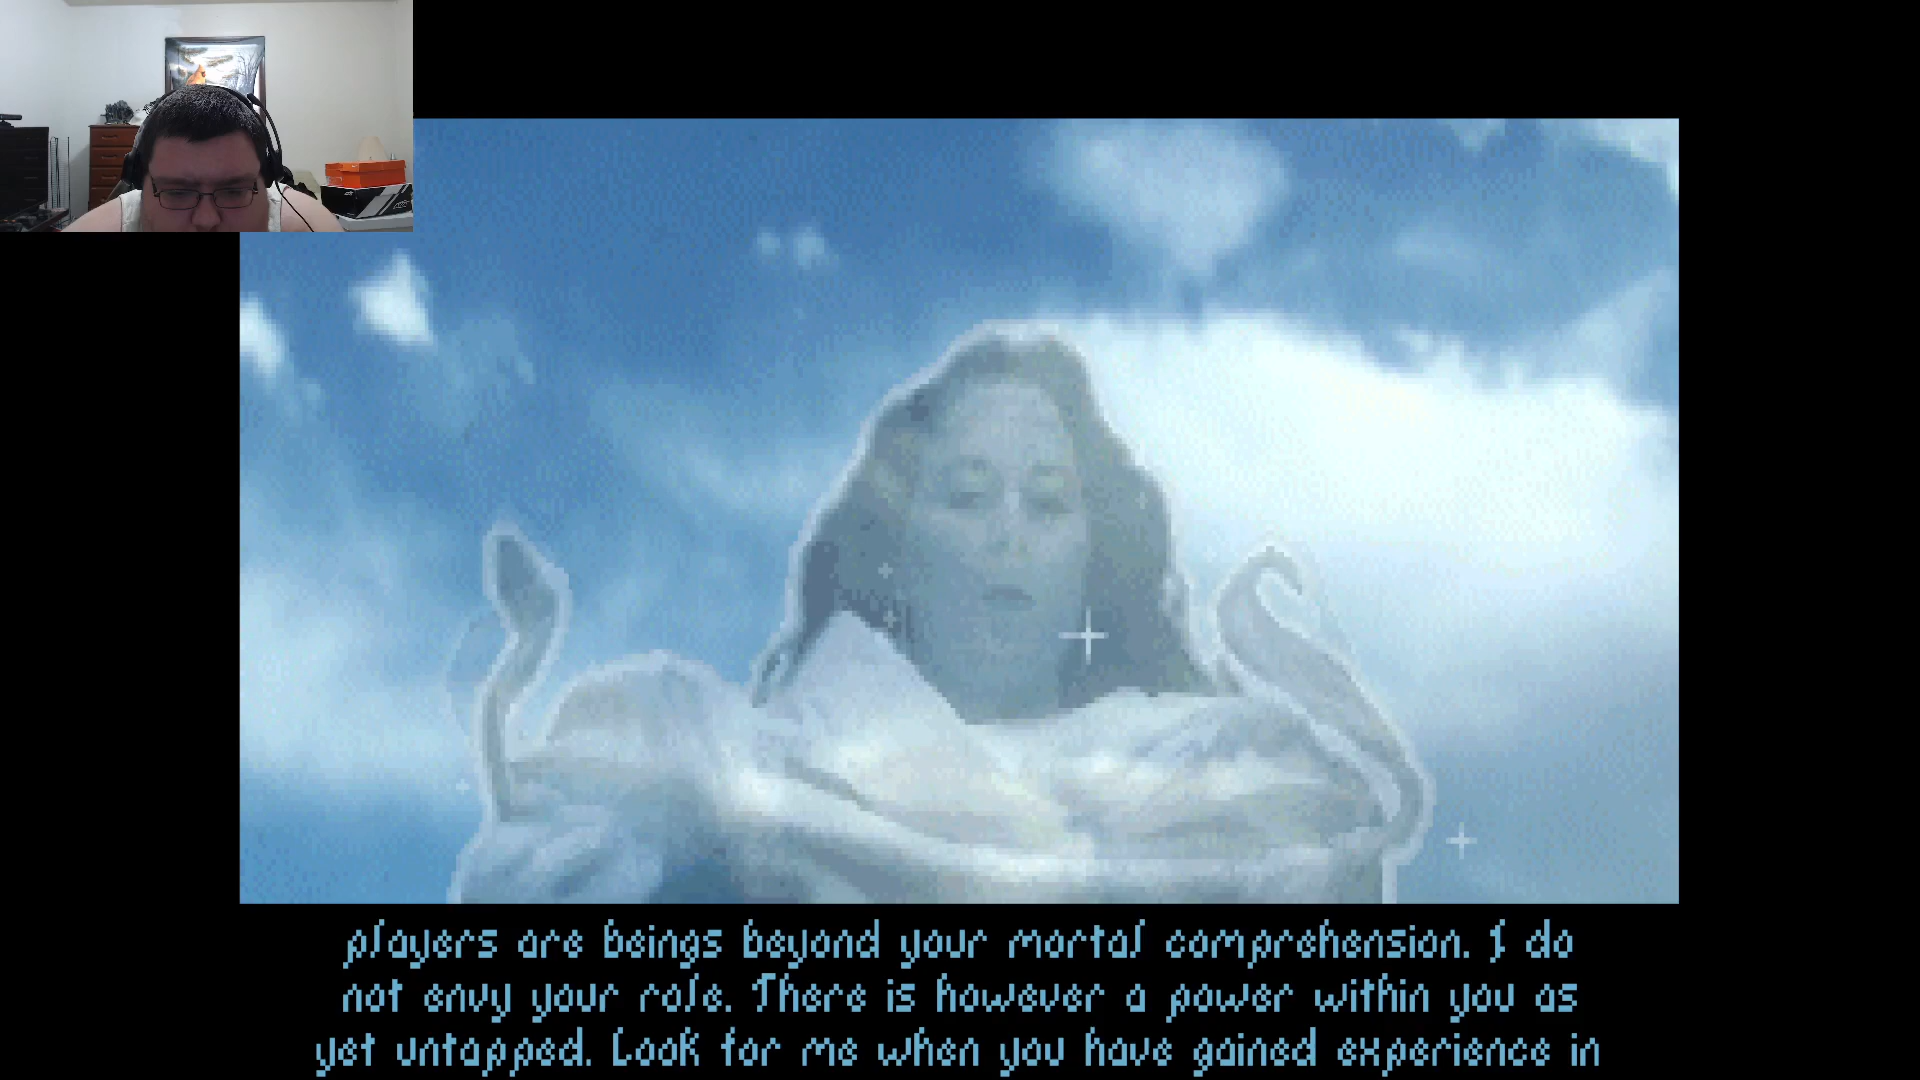 players are beings beyond your mortal comprehension. I do
not envy your role. There is however a power within you as
yet untapped. Look for me when you have gained experience in